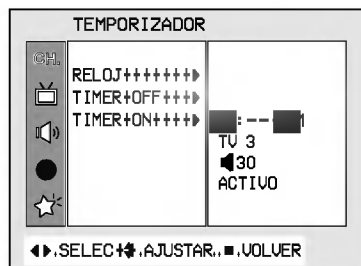 TEMPORIZADOR
CH.
RELOJ+++++++▶
TIMER+OFF+++▶
TIMER+ON+++▶
:--
TV 3
30
ACTIVO
◀▶.SELEC+ .AJUSTAR..■.VOLVER